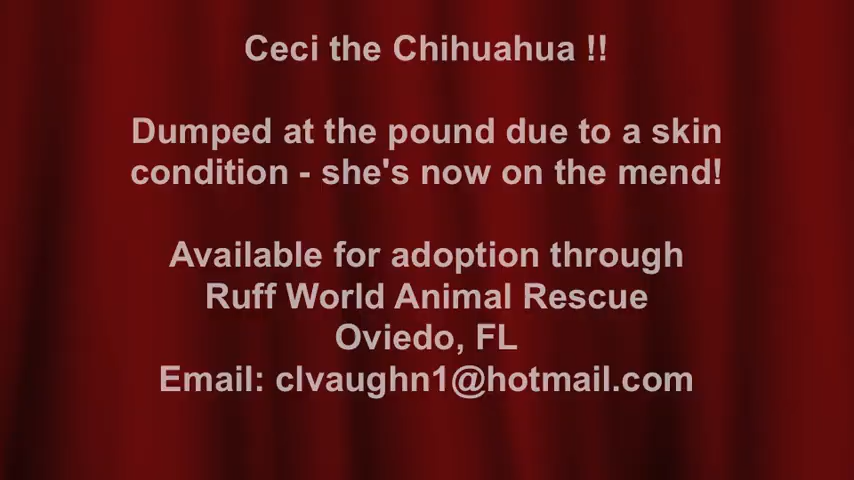 Ceci the Chihuahua !!
Dumped at the pound due to a skin
condition - she's now on the mend!
Available for adoption through
Ruff World Animal Rescue
Oviedo, FL
Email: clvaughn1@hotmail.com